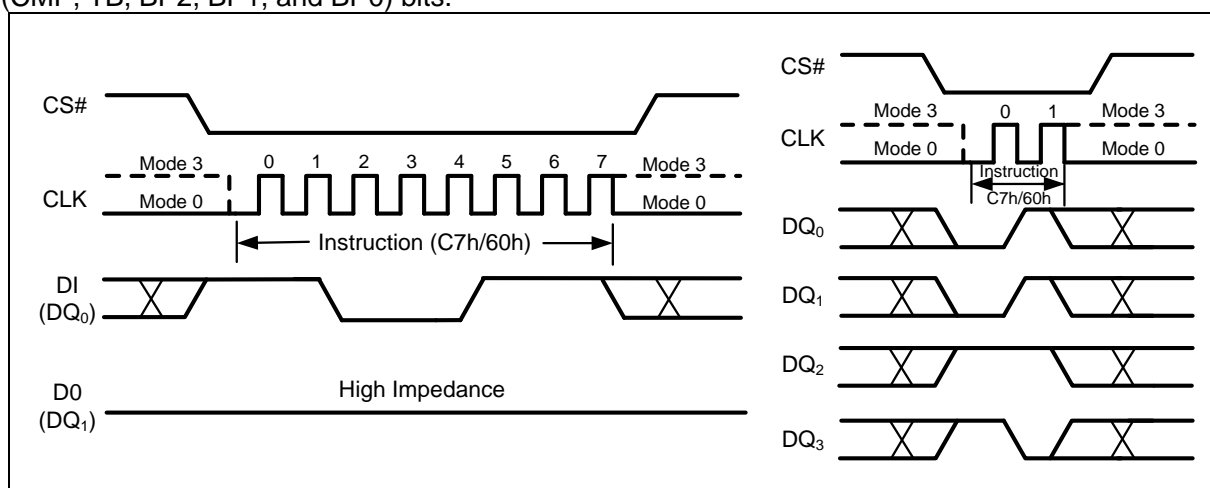 (CMP, TB, BP2, BP1, and BP0) bits.
CS#
Mode 3 0 1 2 3 4 5 6 7 Mode 3
CLK
Mode 0 Mode 0
Instruction (C7h/60h)
DI
(DQ0)
D0
(DQ1)
High Impedance
CS#
Mode 3 0 1 Mode 3
CLK
Mode 0 Mode 0
Instruction
C7h/60h
DQ0
DQ1
DQ2
DQ3